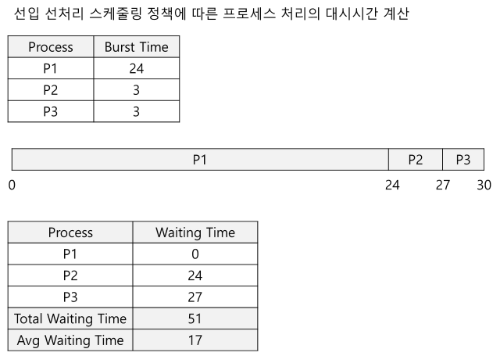 선입 선처리 스케줄링 정책에 따른 프로세스 처리의 대시시간 계산
Process Burst Time
P1 24
P2 3
P3 3
P1 P2 P3
0 24 27 30
Process Waiting Time
P1 0
P2 24
P3 27
Total Waiting Time 51
Avg Waiting Time 17